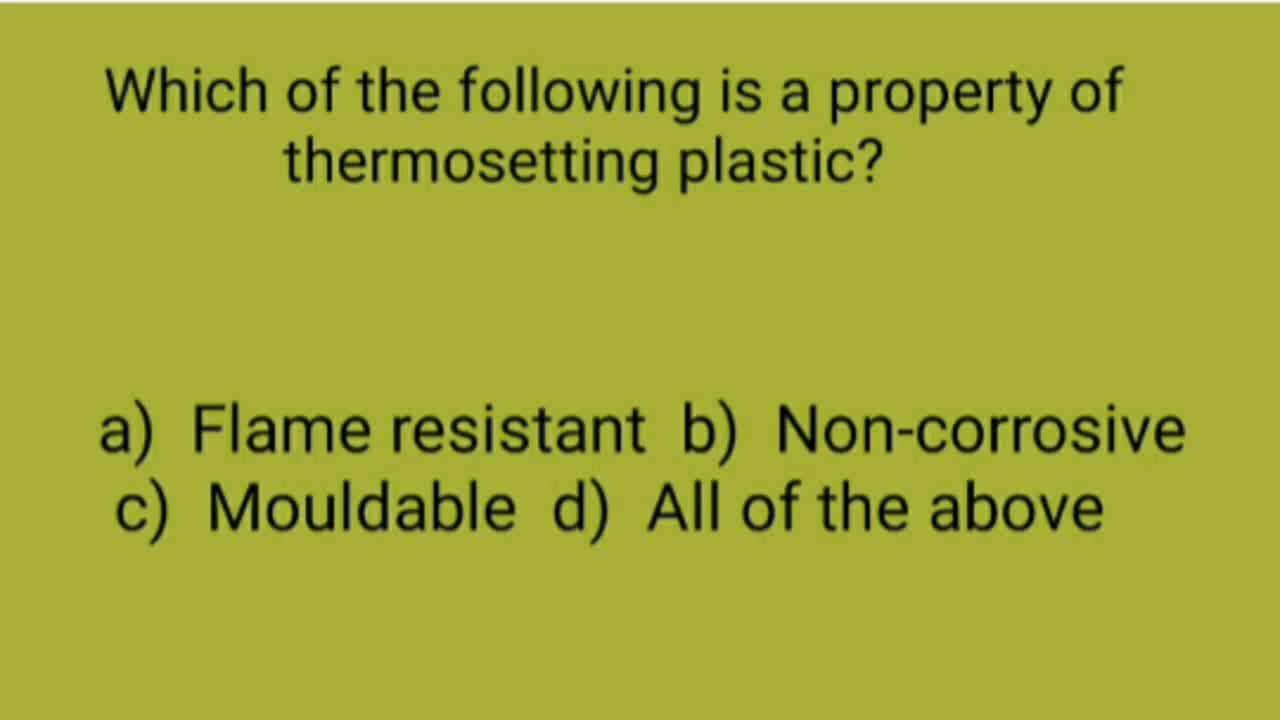 Which of the following is a property of
thermosetting plastic?
a) Flame resistant b) Non-corrosive
c) Mouldable d) All of the above